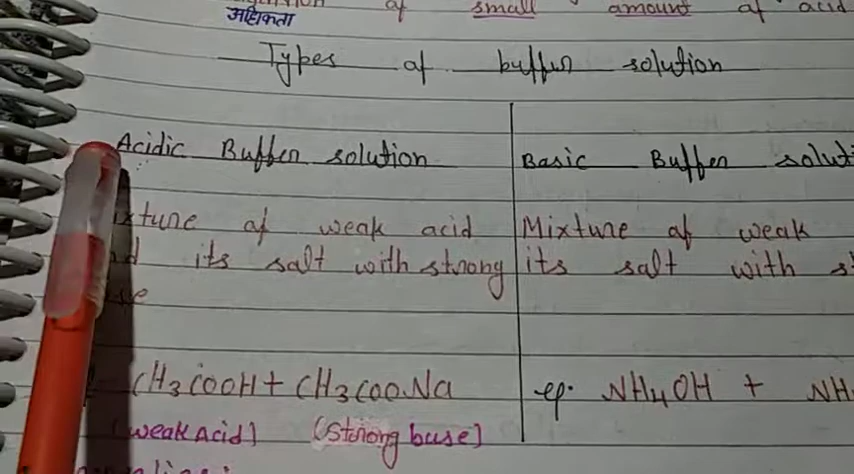 of small amount of acid
अधिकता
Types of buffer solution
Acidic Buffer solution
Mixture of weak acid
its salt with strong
CH3COOH + CH3COONa
(weak Acid) (Strong base)
Basic Buffer solut
Mixture of weak
its salt with s
eg. NH4OH + NH